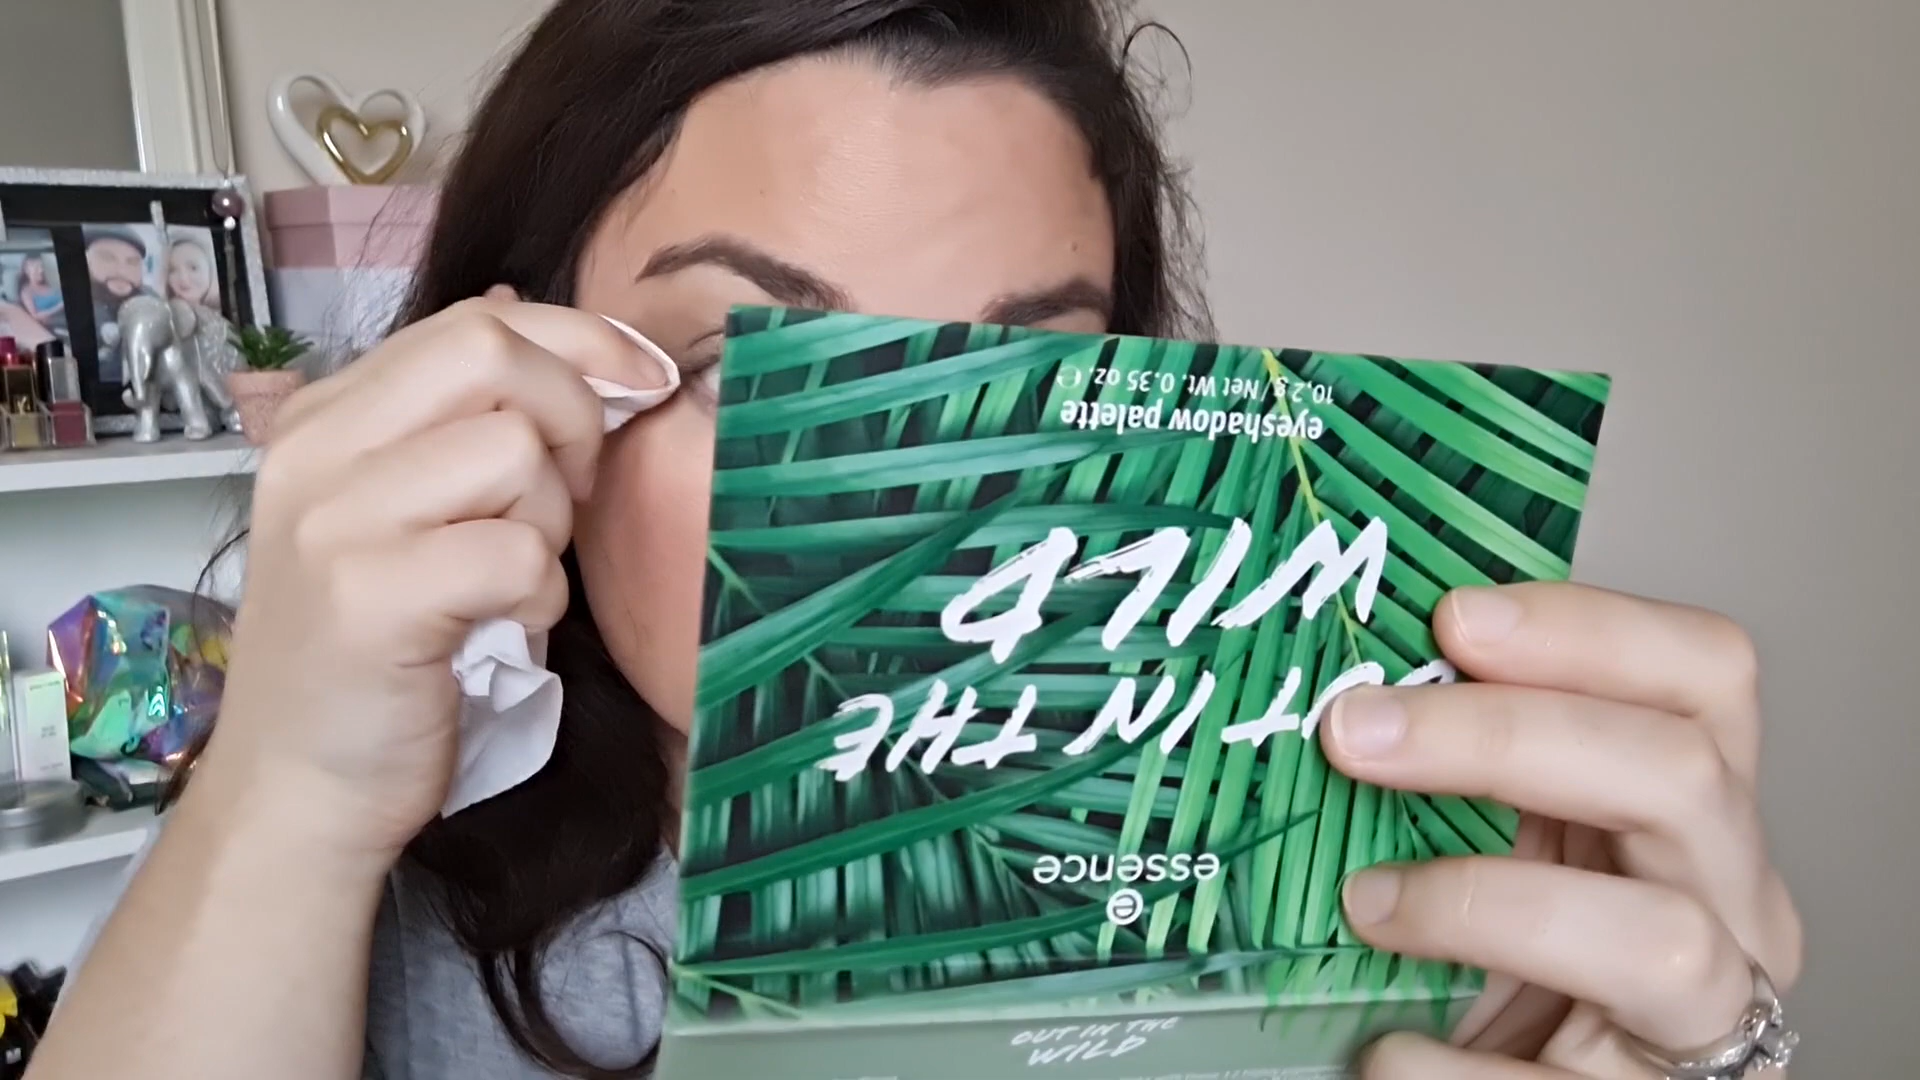 essence
OUT IN THE
WILD
eyeshadow palette
10,2 g / Net Wt. 0.35 oz. e
OUT IN THE
WILD